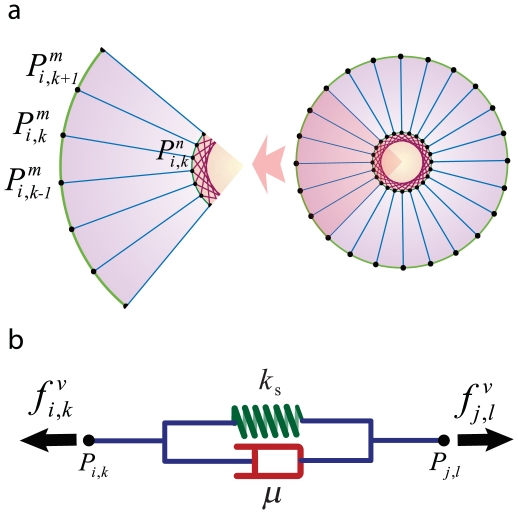 a
P^m_{i,k+1}
P^m_{i,k}
P^n_{i,k}
P^m_{i,k-1}
b
f^v_{i,k}
k_s
f^v_{j,l}
P_{i,k}
P_{j,l}
μ